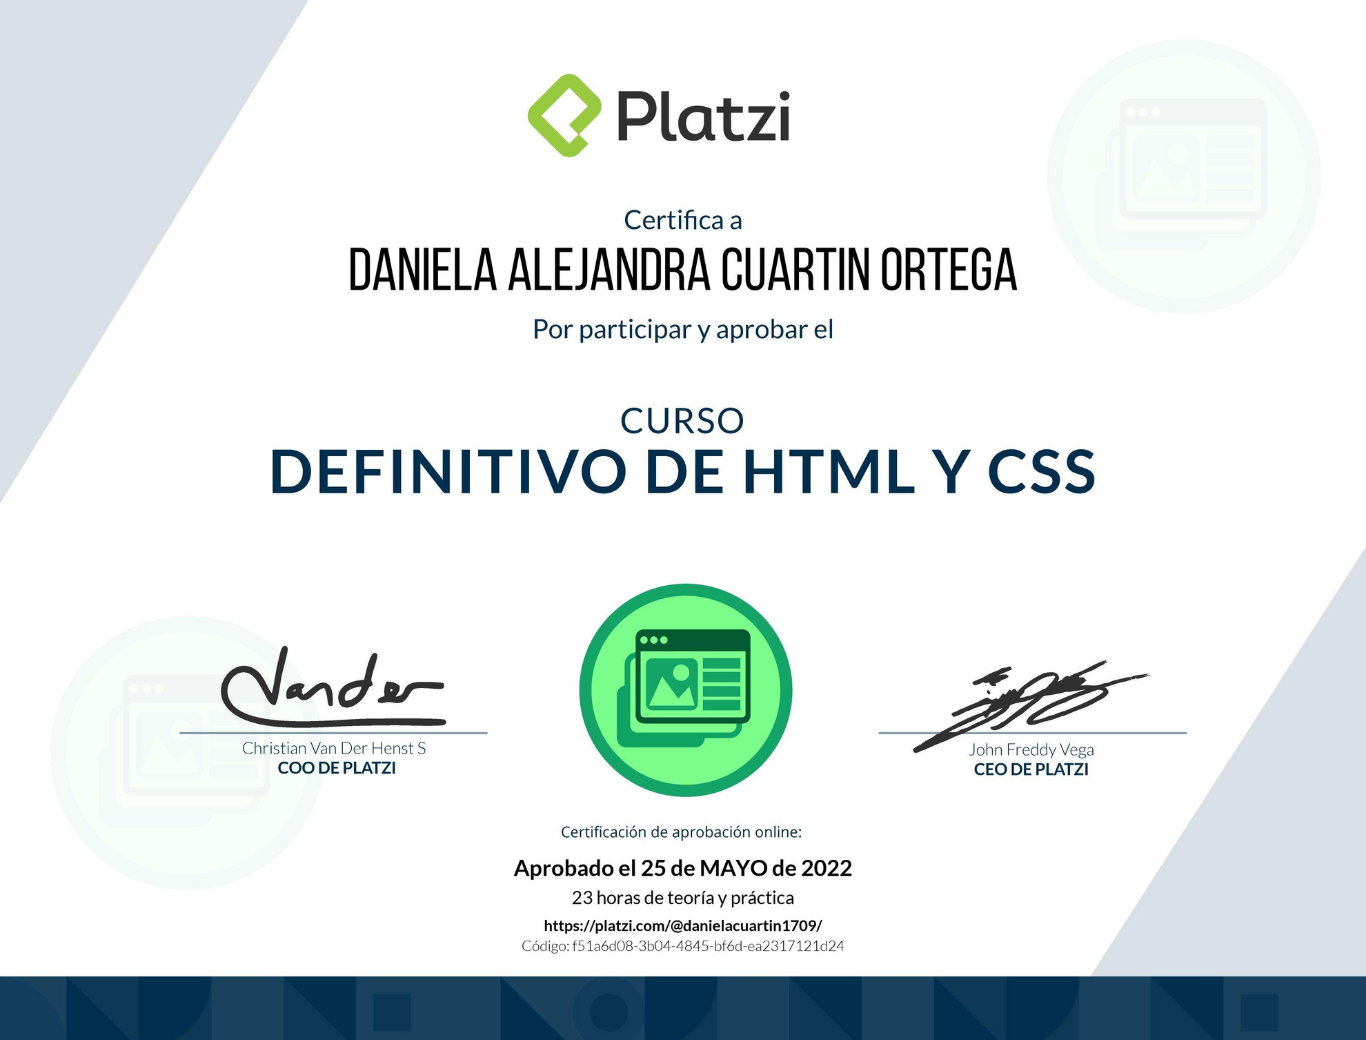 Platzi
Certifica a
DANIELA ALEJANDRA CUARTIN ORTEGA
Por participar y aprobar el
CURSO
DEFINITIVO DE HTML Y CSS
Vander
Christian Van Der Henst S
COO DE PLATZI
John Freddy Vega
CEO DE PLATZI
Certificación de aprobación online:
Aprobado el 25 de MAYO de 2022
23 horas de teoría y práctica
https://platzi.com/@danielacuartin1709/
Código: f51a6d08-3b04-4845-bf6d-ea2317121d24